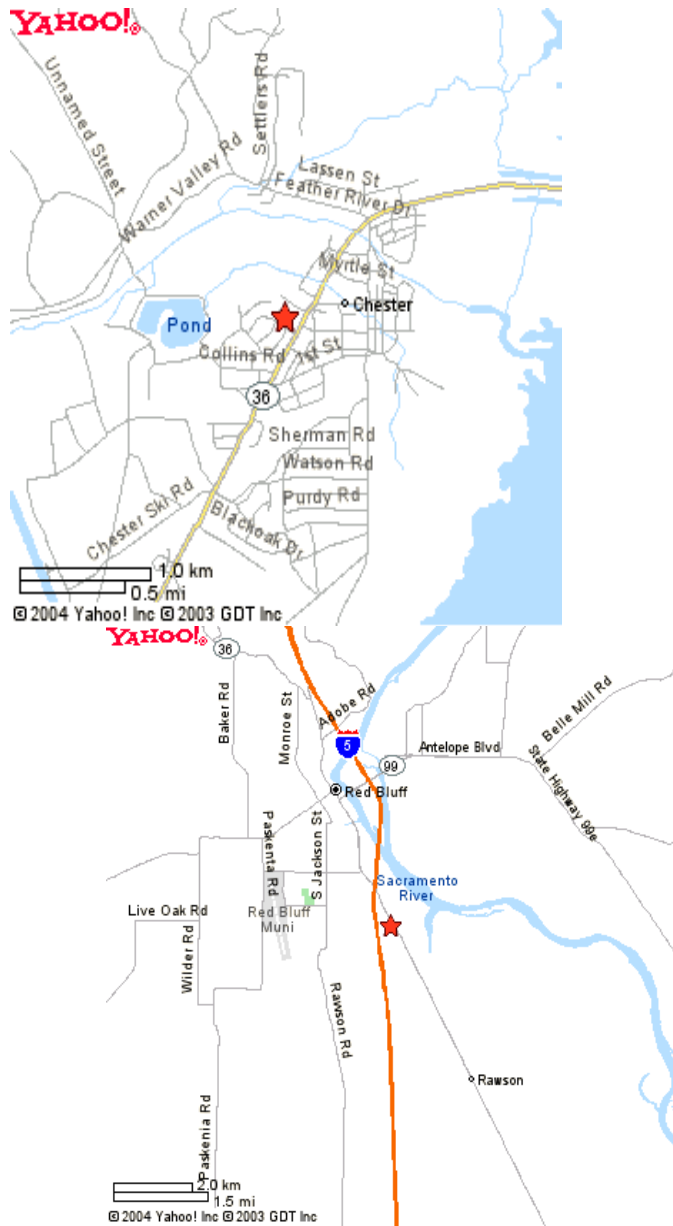 YAHOO!®
Unnamed Street
Settlers Rd
Lassen St
Feather River Dr
Warner Valley Rd
Myrtle St
Chester
Pond
Collins Rd
1st St
36
Sherman Rd
Watson Rd
Purdy Rd
Chester Ski Rd
Blackoak Dr
1.0 km
0.5 mi
© 2004 Yahoo! Inc © 2003 GDT Inc
YAHOO!®
36
Baker Rd
Monroe St
Adobe Rd
Belle Mill Rd
5
99
Antelope Blvd
State Highway 99e
Red Bluff
Paskenta Rd
S Jackson St
Sacramento
River
Live Oak Rd
Red Bluff
Muni
Wilder Rd
Rawson Rd
Rawson
Paskenia Rd
2.0 km
1.5 mi
© 2004 Yahoo! Inc © 2003 GDT Inc